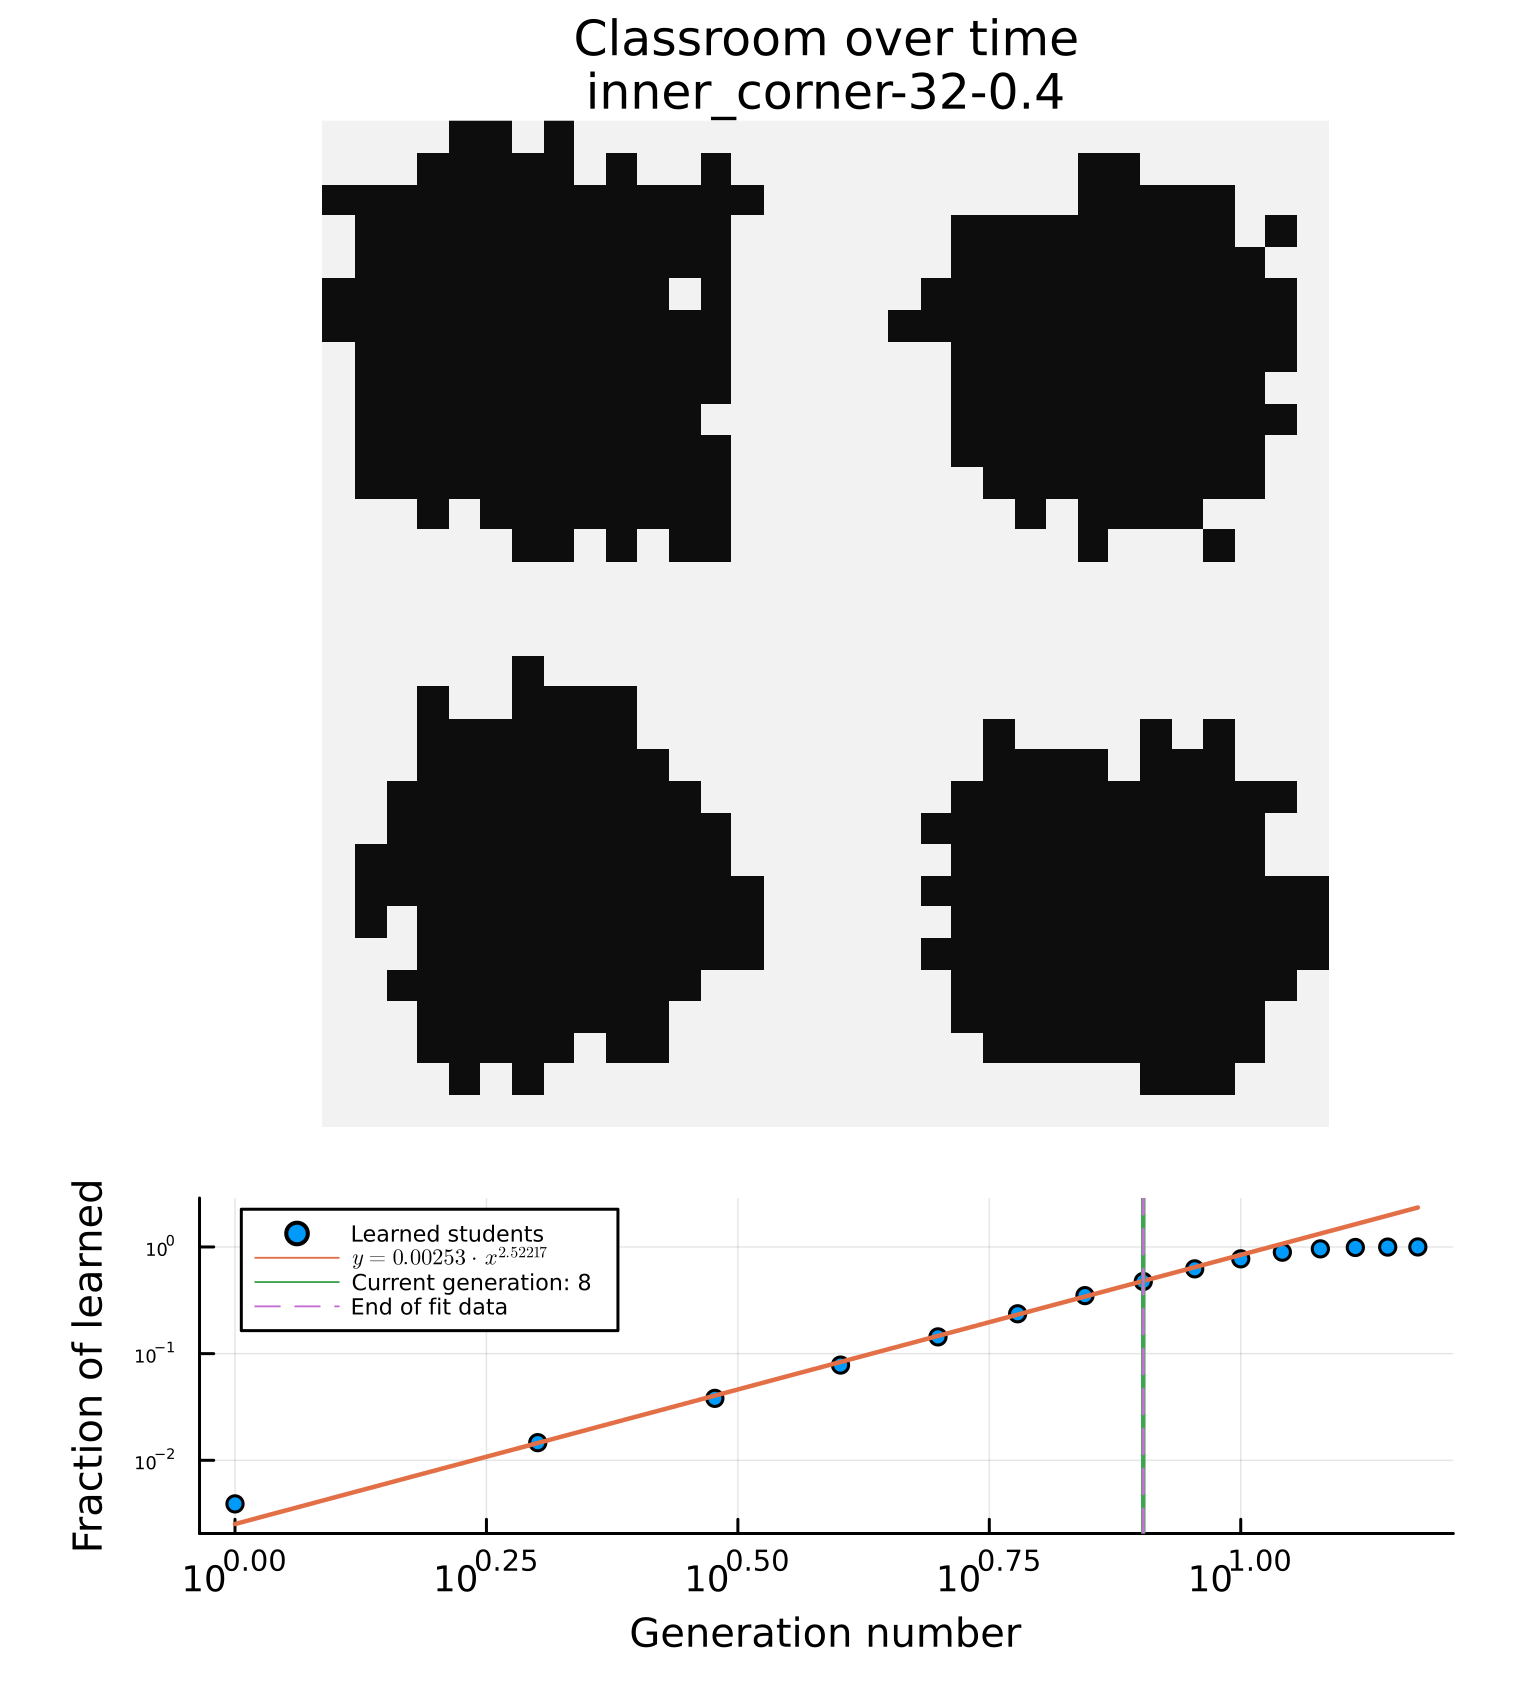 Classroom over time
inner_corner-32-0.4
Fraction of learned
10⁰
10⁻¹
10⁻²
Learned students
y = 0.00253 · x^2.52217
Current generation: 8
End of fit data
10^0.00 10^0.25 10^0.50 10^0.75 10^1.00
Generation number